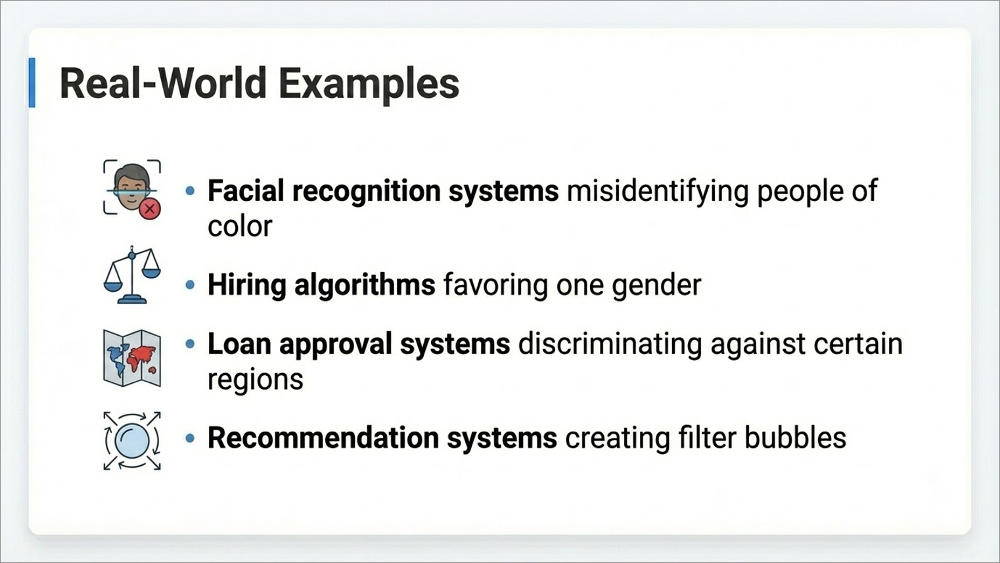 Real-World Examples
• Facial recognition systems misidentifying people of
color
• Hiring algorithms favoring one gender
• Loan approval systems discriminating against certain
regions
• Recommendation systems creating filter bubbles